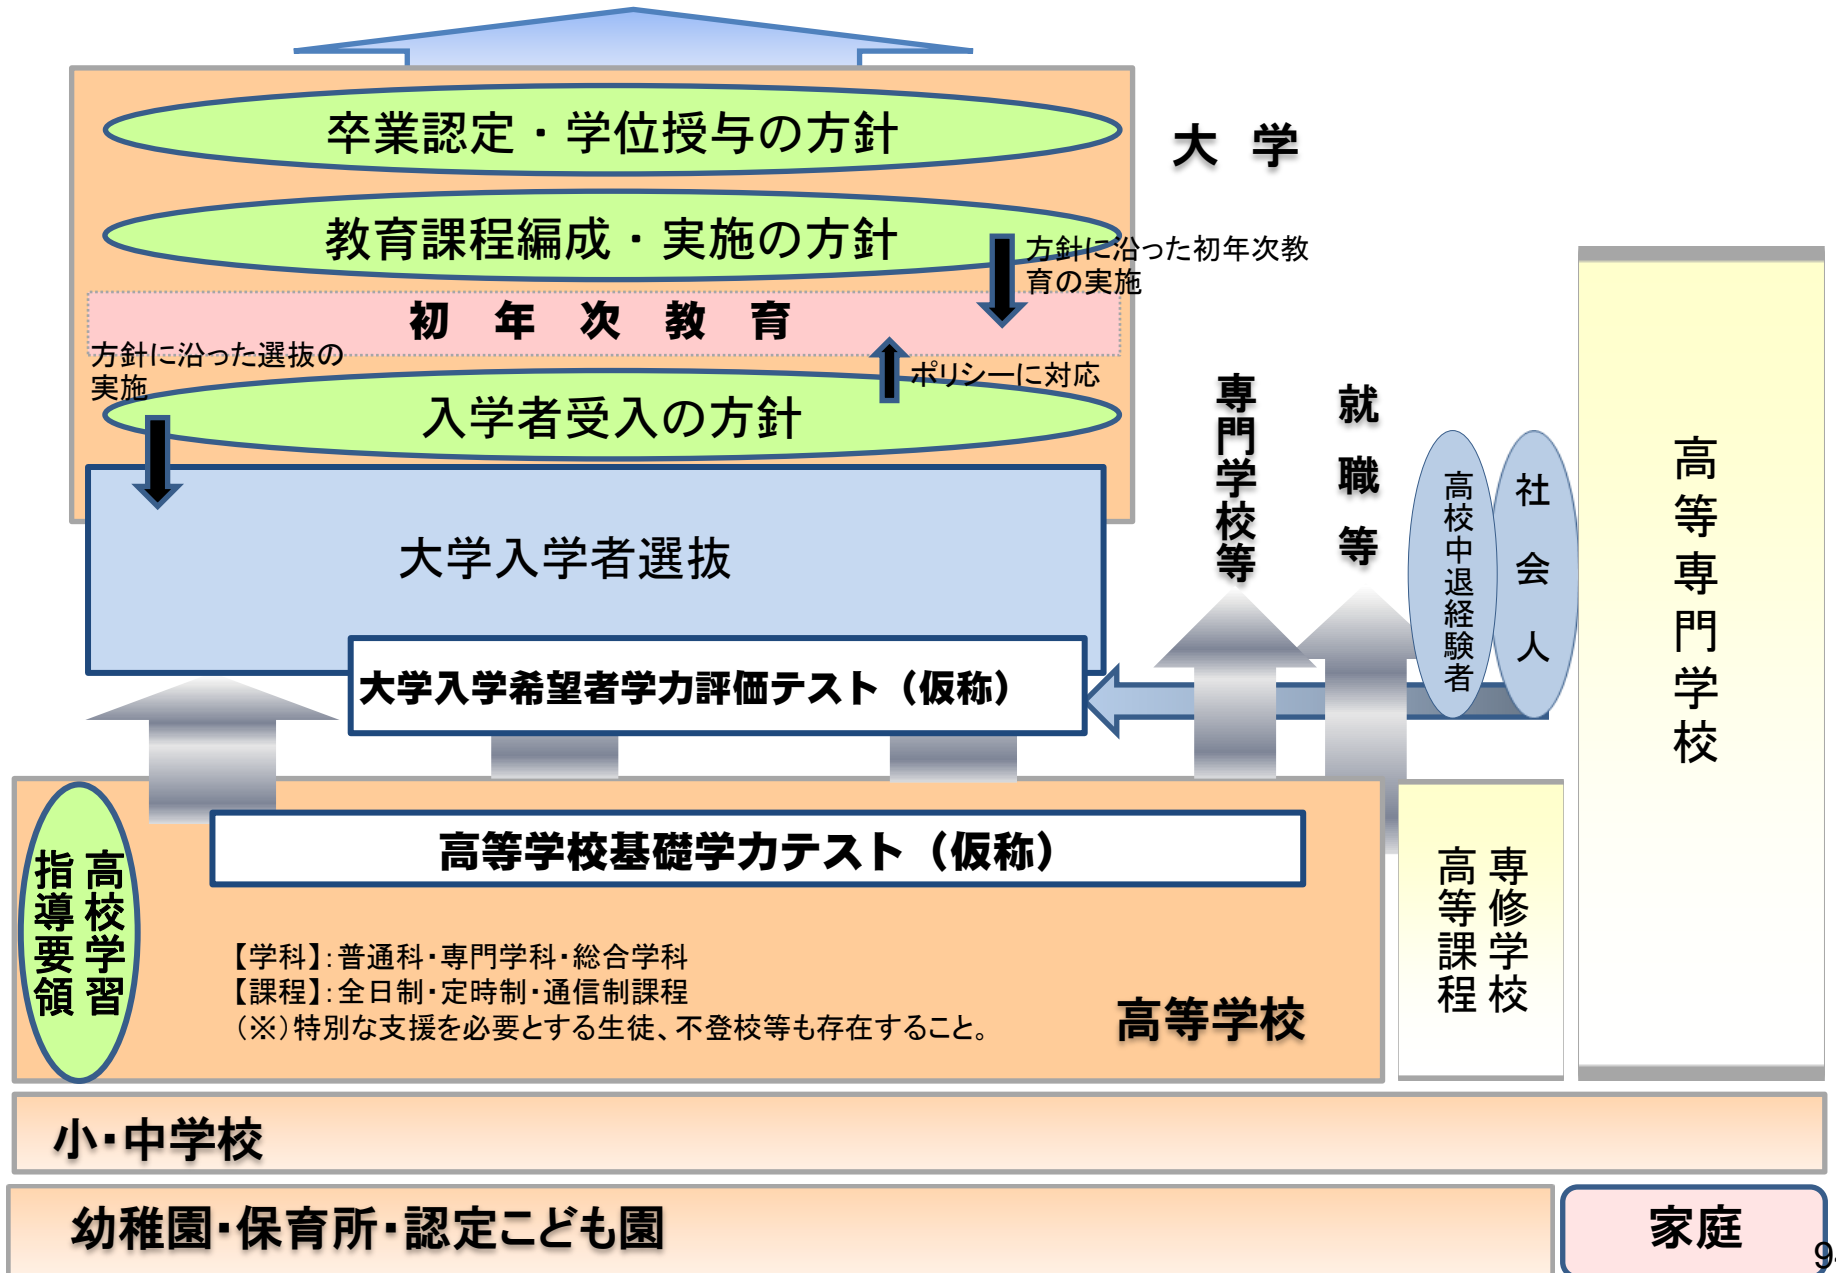 卒業認定・学位授与の方針
大　学
教育課程編成・実施の方針
方針に沿った初年次教
育の実施
初　年　次　教　育
方針に沿った選抜の
実施
ポリシーに対応
入学者受入の方針
大学入学者選抜
大学入学希望者学力評価テスト（仮称）
専門学校等
就職等
高校中退経験者
社会人
高等専門学校
高等学校基礎学力テスト（仮称）
高校学習
指導要領
【学科】：普通科・専門学科・総合学科
【課程】：全日制・定時制・通信制課程
（※）特別な支援を必要とする生徒、不登校等も存在すること。
高等学校
専修学校
高等課程
小・中学校
幼稚園・保育所・認定こども園
家庭